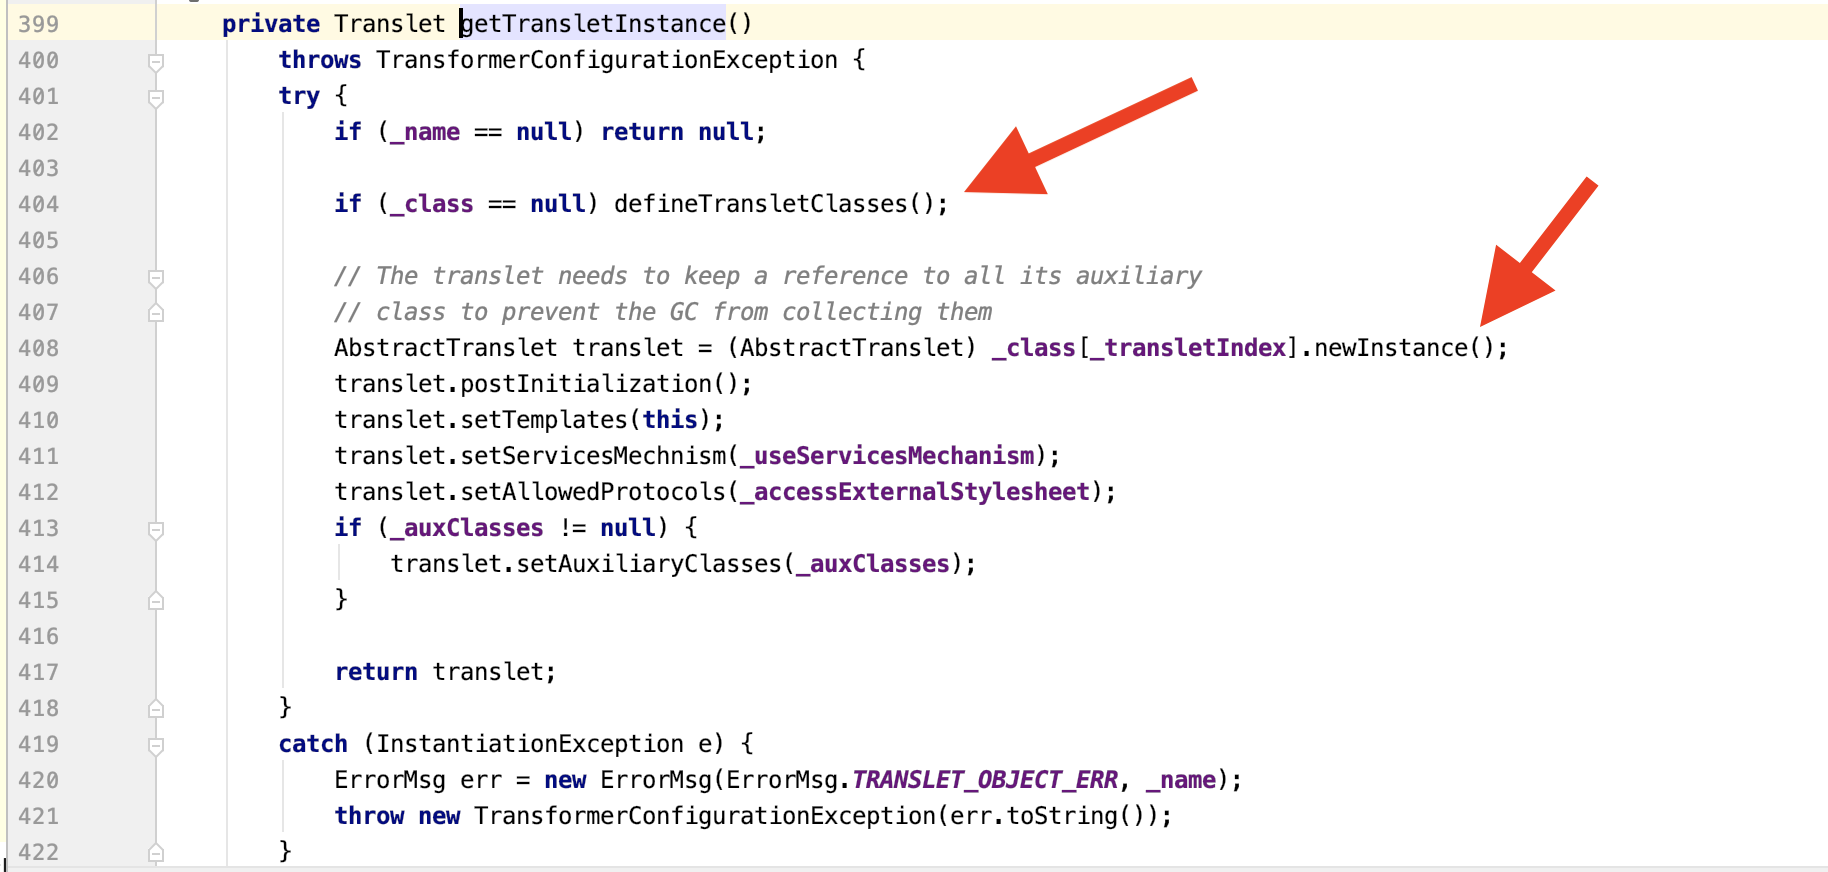 399 private Translet getTransletInstance()
400 throws TransformerConfigurationException {
401 try {
402 if (_name == null) return null;
403
404 if (_class == null) defineTransletClasses();
405
406 // The translet needs to keep a reference to all its auxiliary
407 // class to prevent the GC from collecting them
408 AbstractTranslet translet = (AbstractTranslet) _class[_transletIndex].newInstance();
409 translet.postInitialization();
410 translet.setTemplates(this);
411 translet.setServicesMechnism(_useServicesMechanism);
412 translet.setAllowedProtocols(_accessExternalStylesheet);
413 if (_auxClasses != null) {
414 translet.setAuxiliaryClasses(_auxClasses);
415 }
416
417 return translet;
418 }
419 catch (InstantiationException e) {
420 ErrorMsg err = new ErrorMsg(ErrorMsg.TRANSLET_OBJECT_ERR, _name);
421 throw new TransformerConfigurationException(err.toString());
422 }